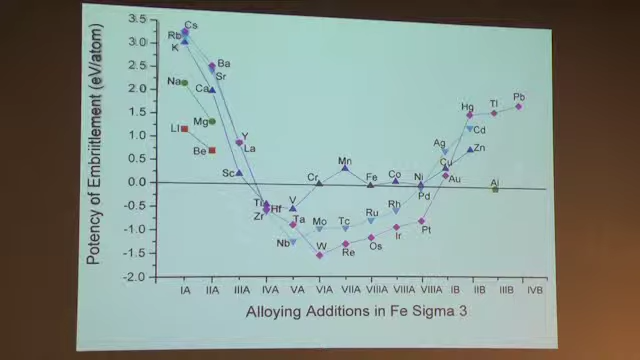 Potency of Embriitlement (eV/atom)
3.5
3.0
2.5
2.0
1.5
1.0
0.5
0.0
-0.5
-1.0
-1.5
-2.0
Cs
Rb
K
Ba
Sr
Na
Ca
Mg
LI
Be
Y
La
Sc
Ti
Hf
Zr
V
Ta
Nb
Cr
Mo
W
Mn
Tc
Re
Fe
Ru
Os
Co
Rh
Ir
Ni
Pd
Pt
Ag
Cu
Au
Hg
Cd
Zn
Tl
Al
Pb
IA IIA IIIA IVA VA VIA VIIA VIIIA VIIIA VIIIA IB IIB IIIB IVB
Alloying Additions in Fe Sigma 3